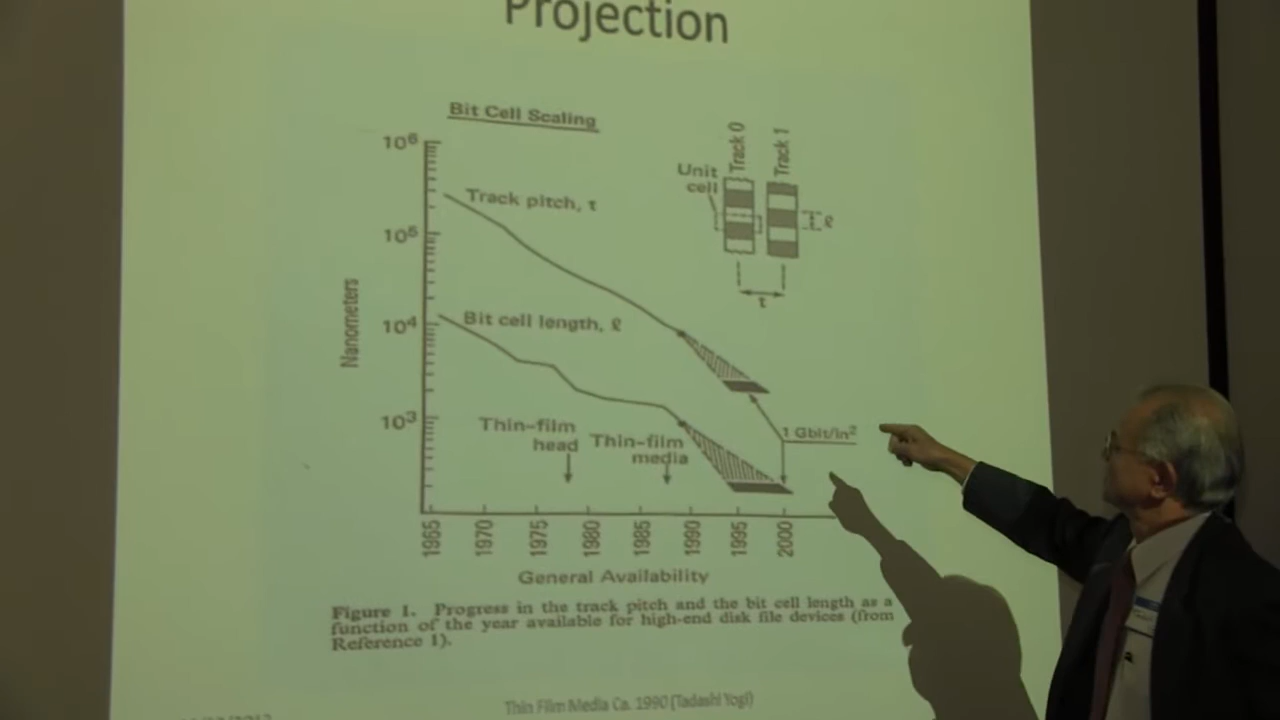 Projection
Bit Cell Scaling
10⁶
10⁵
10⁴
10³
Nanometers
Track pitch, τ
Bit cell length, ℓ
Thin-film
head
Thin-film
media
Track 0
Track 1
Unit
cell
ℓ
τ
1 Gbit/in²
1965
1970
1975
1980
1985
1990
1995
2000
General Availability
Figure 1. Progress in the track pitch and the bit cell length as a
function of the year available for high-end disk file devices (from
Reference 1).
Thin Film Media Ca. 1990 (Tadashi Yogi)